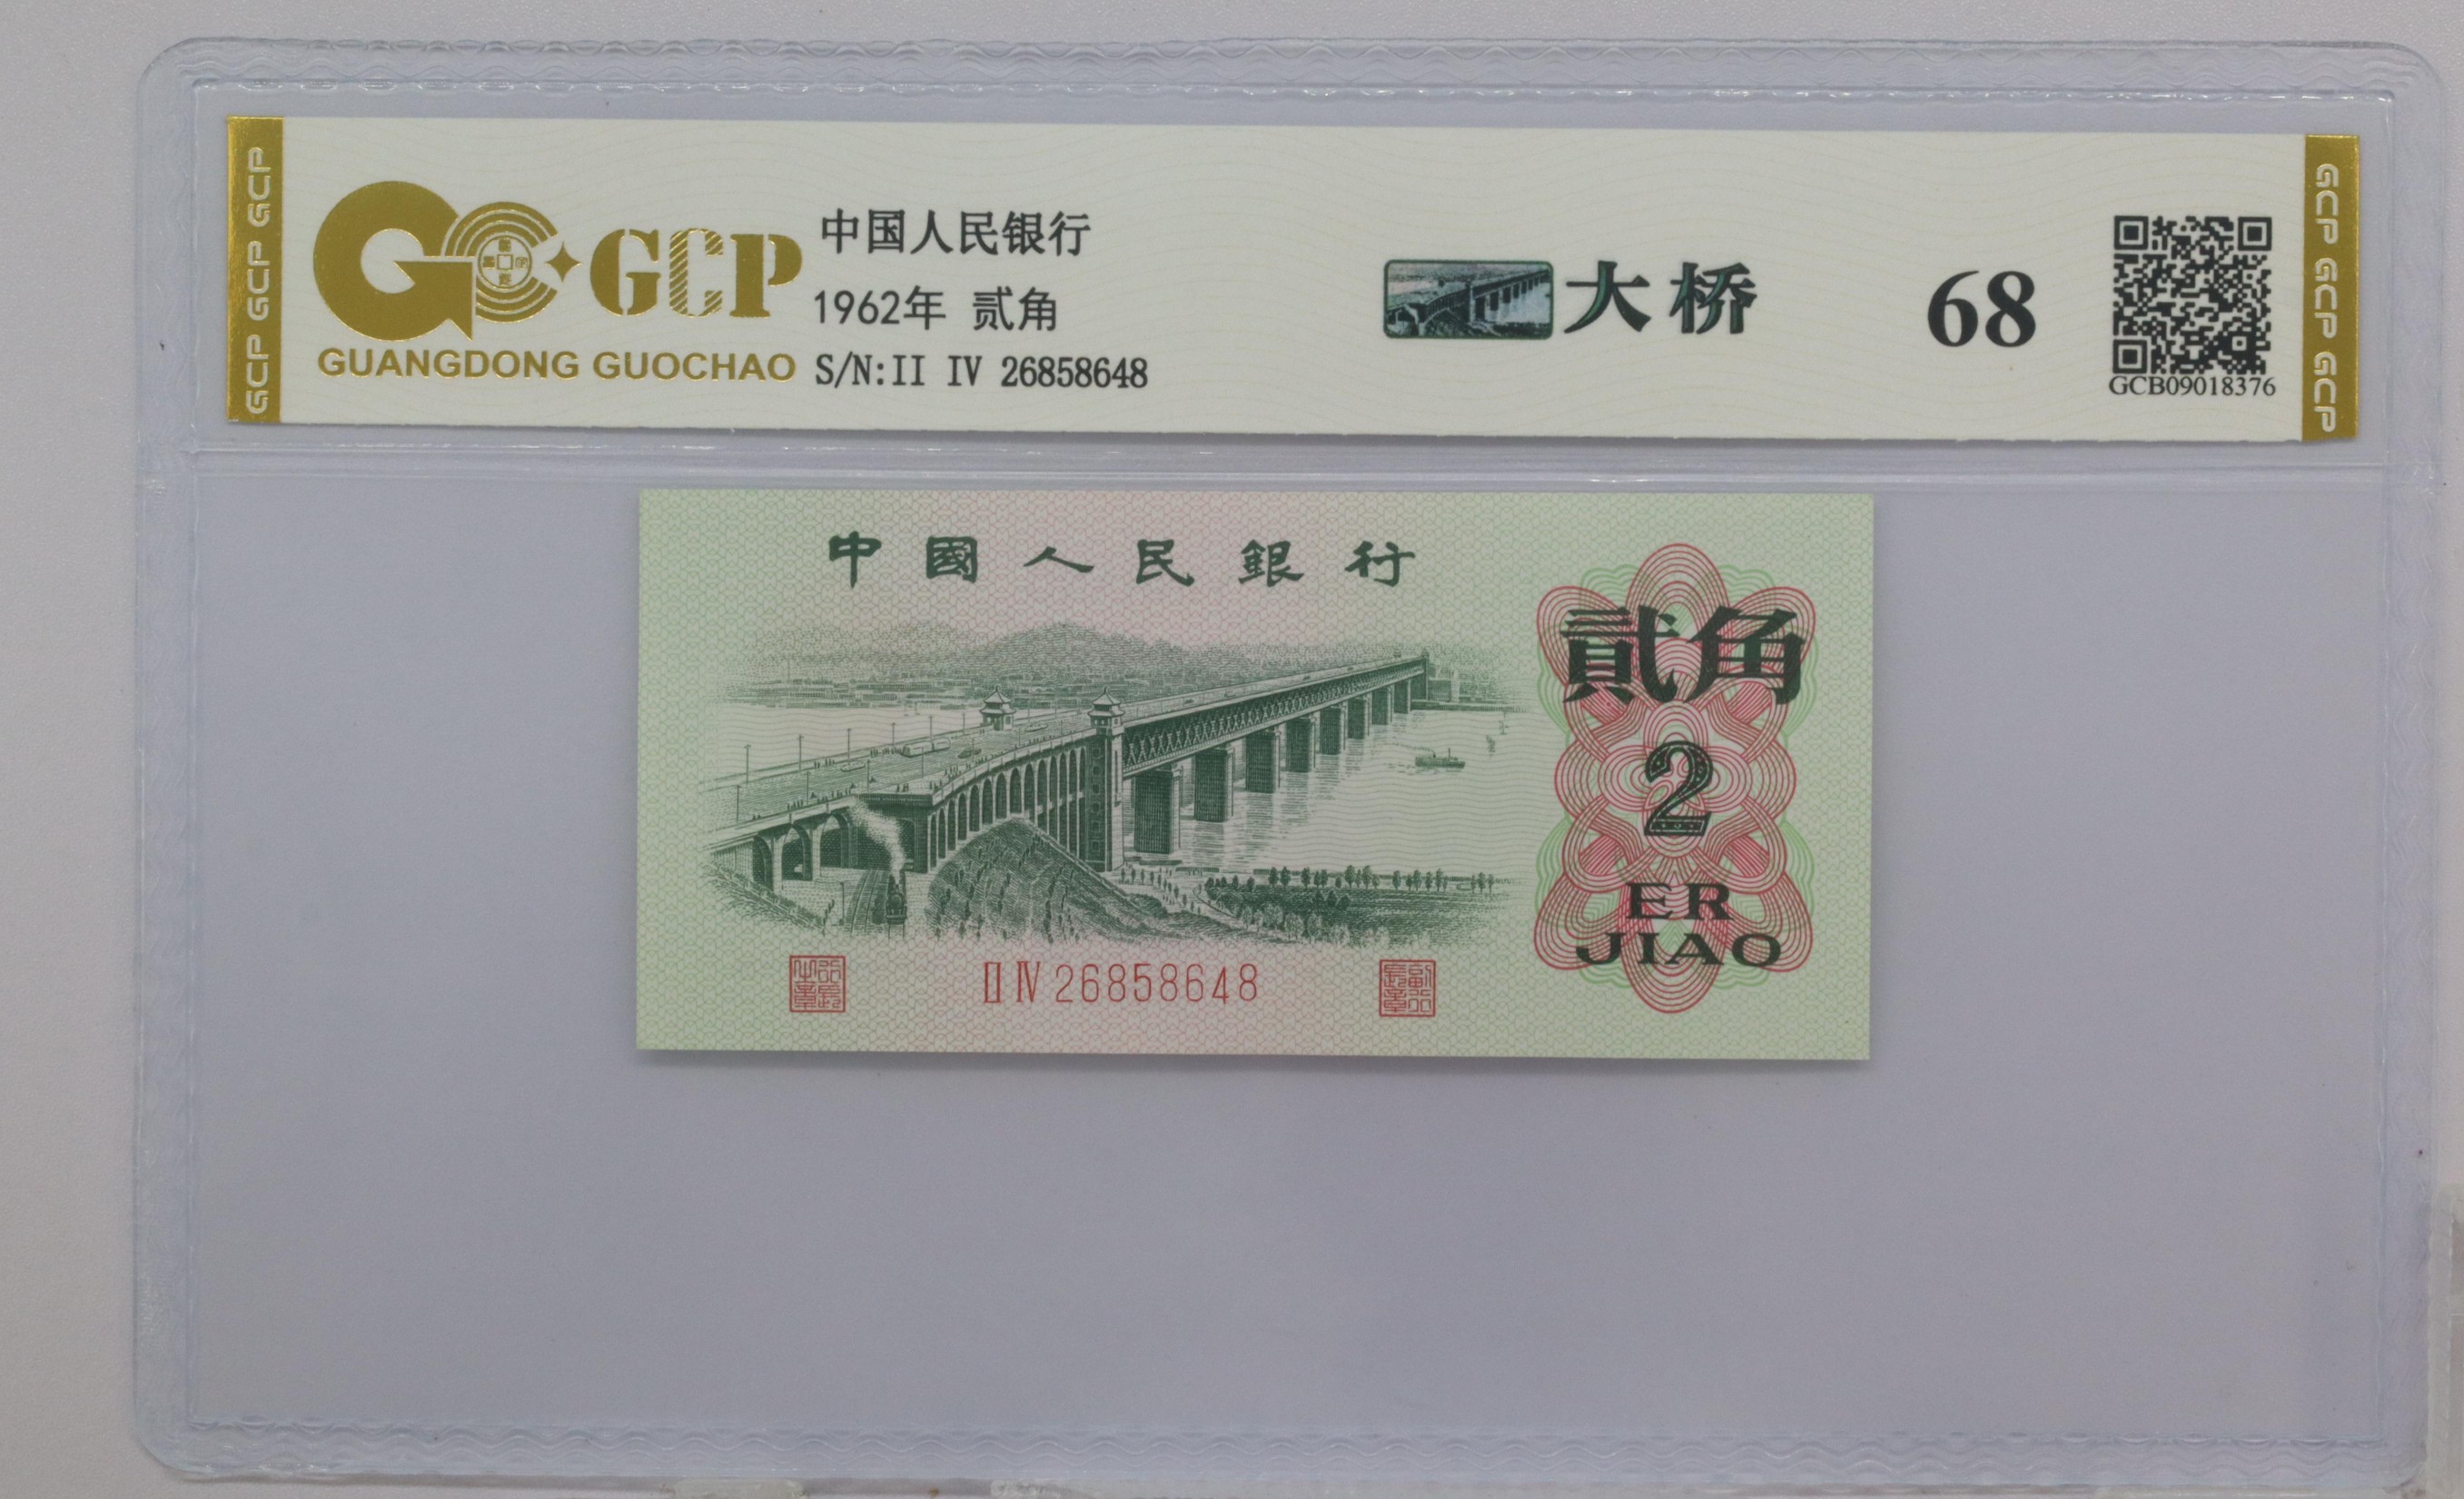 GCP GCP GCP
GCP
GUANGDONG GUOCHAO
中国人民银行
1962年 贰角
S/N:II IV 26858648
大桥
68
GCB09018376
GCP GCP GCP
中國人民銀行
貳角
2
ER
JIAO
II IV 26858648